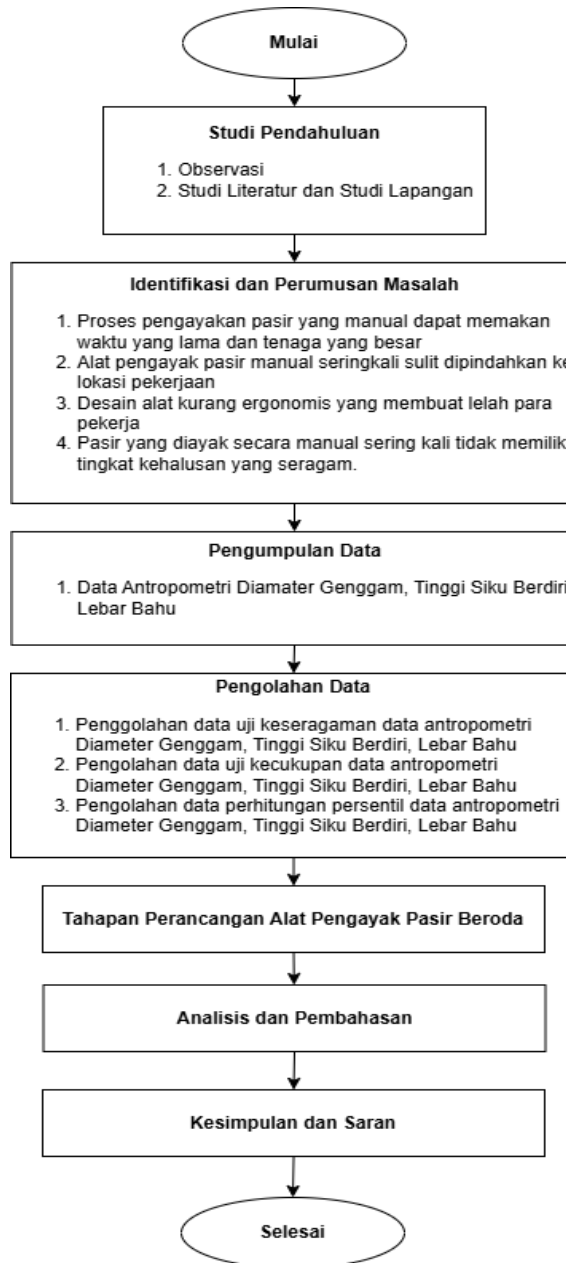 Mulai
Studi Pendahuluan
1. Observasi
2. Studi Literatur dan Studi Lapangan
Identifikasi dan Perumusan Masalah
1. Proses pengayakan pasir yang manual dapat memakan
waktu yang lama dan tenaga yang besar
2. Alat pengayak pasir manual seringkali sulit dipindahkan ke
lokasi pekerjaan
3. Desain alat kurang ergonomis yang membuat lelah para
pekerja
4. Pasir yang diayak secara manual sering kali tidak memilik
tingkat kehalusan yang seragam.
Pengumpulan Data
1. Data Antropometri Diamater Genggam, Tinggi Siku Berdiri
Lebar Bahu
Pengolahan Data
1. Penggolahan data uji keseragaman data antropometri
Diameter Genggam, Tinggi Siku Berdiri, Lebar Bahu
2. Pengolahan data uji kecukupan data antropometri
Diameter Genggam, Tinggi Siku Berdiri, Lebar Bahu
3. Pengolahan data perhitungan persentil data antropometri
Diameter Genggam, Tinggi Siku Berdiri, Lebar Bahu
Tahapan Perancangan Alat Pengayak Pasir Beroda
Analisis dan Pembahasan
Kesimpulan dan Saran
Selesai